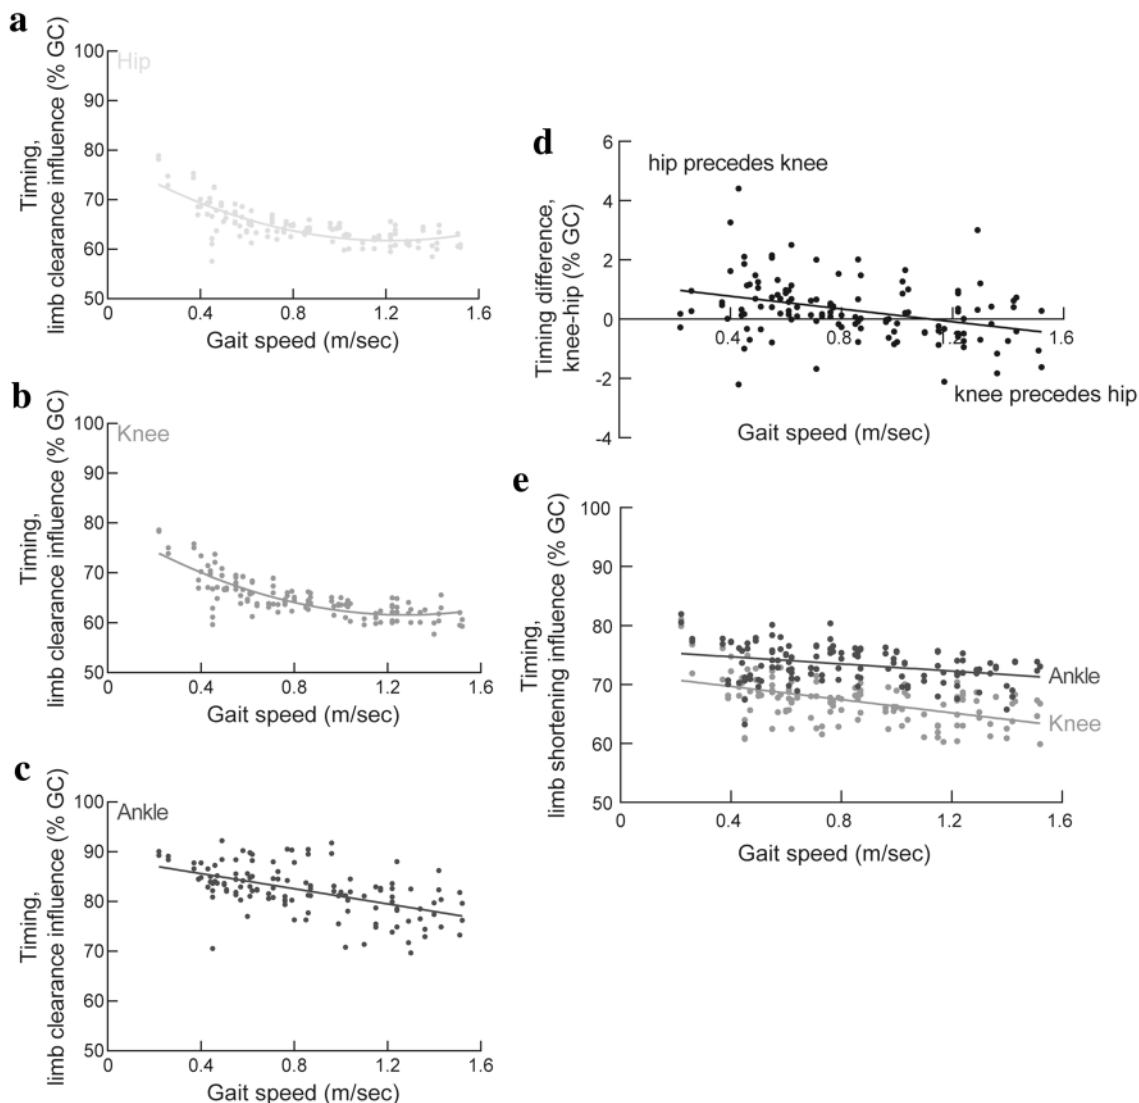 a
Hip
Timing,
limb clearance influence (% GC)
100
90
80
70
60
50
0
0.4
0.8
1.2
1.6
Gait speed (m/sec)
b
Knee
Timing,
limb clearance influence (% GC)
100
90
80
70
60
50
0
0.4
0.8
1.2
1.6
Gait speed (m/sec)
c
Ankle
Timing,
limb clearance influence (% GC)
100
90
80
70
60
50
0
0.4
0.8
1.2
1.6
Gait speed (m/sec)
d
hip precedes knee
Timing difference,
knee-hip (% GC)
6
4
2
0
-2
-4
0.4
0.8
1.2
1.6
knee precedes hip
Gait speed (m/sec)
e
Timing,
limb shortening influence (% GC)
100
90
80
70
60
50
Ankle
Knee
0
0.4
0.8
1.2
1.6
Gait speed (m/sec)